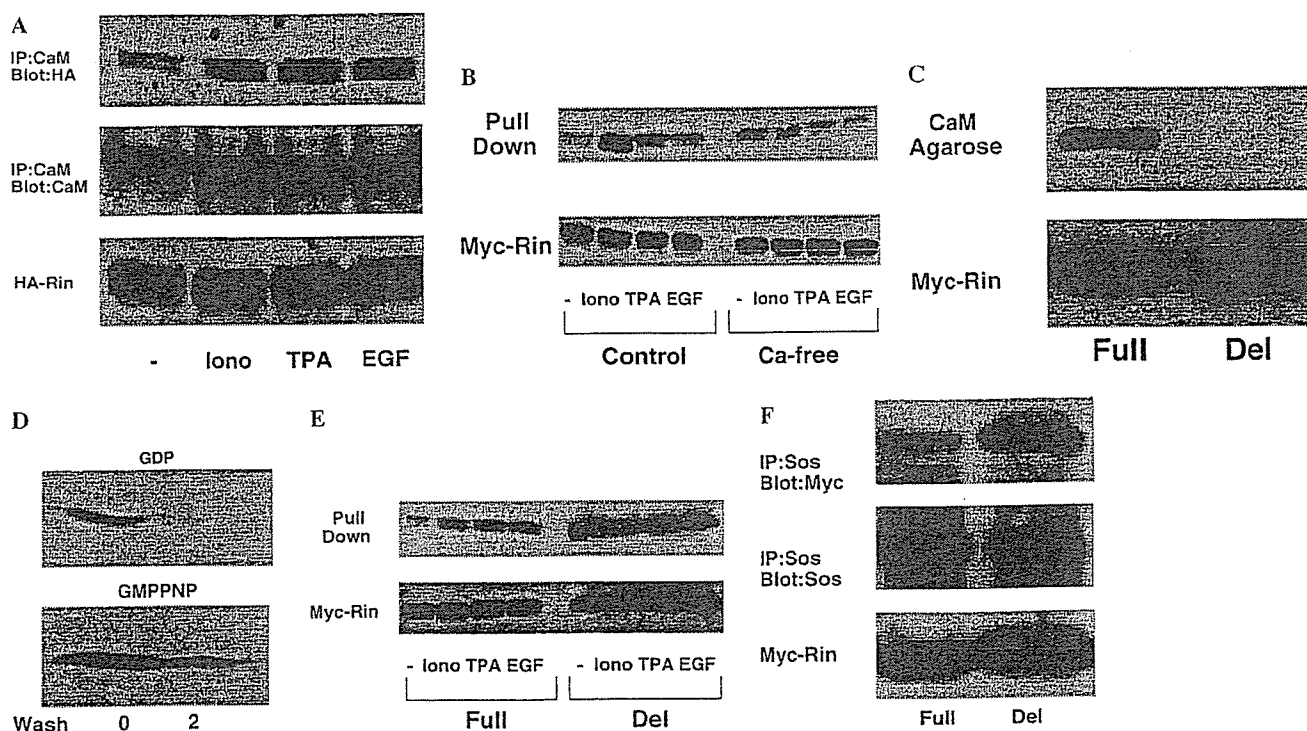 A
IP:CaM
Blot:HA
IP:CaM
Blot:CaM
HA-Rin
- Iono TPA EGF
B
Pull
Down
Myc-Rin
- Iono TPA EGF - Iono TPA EGF
Control Ca-free
C
CaM
Agarose
Myc-Rin
Full Del
D
GDP
GMPPNP
Wash 0 2
E
Pull
Down
Myc-Rin
- Iono TPA EGF - Iono TPA EGF
Full Del
F
IP:Sos
Blot:Myc
IP:Sos
Blot:Sos
Myc-Rin
Full Del